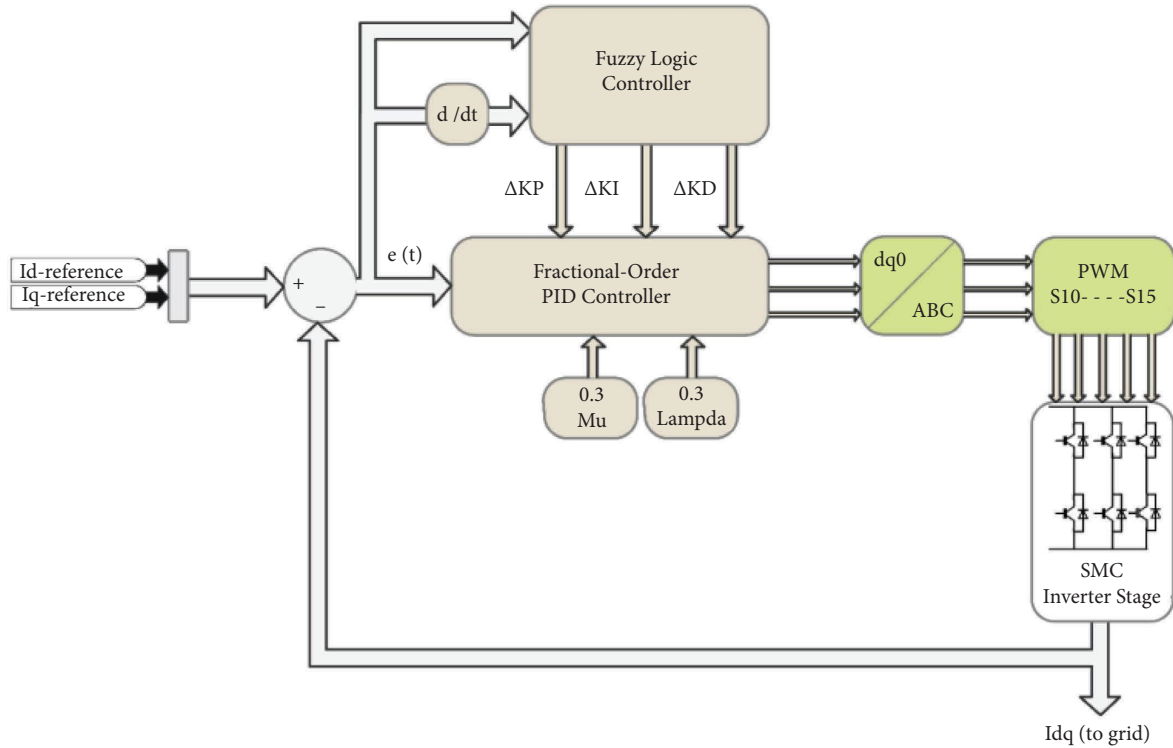 Fuzzy Logic
Controller
d /dt
ΔKP
ΔKI
ΔKD
Id-reference
Iq-reference
+
−
e (t)
Fractional-Order
PID Controller
dq0
ABC
PWM
S10- - - -S15
0.3
Mu
0.3
Lampda
SMC
Inverter Stage
Idq (to grid)